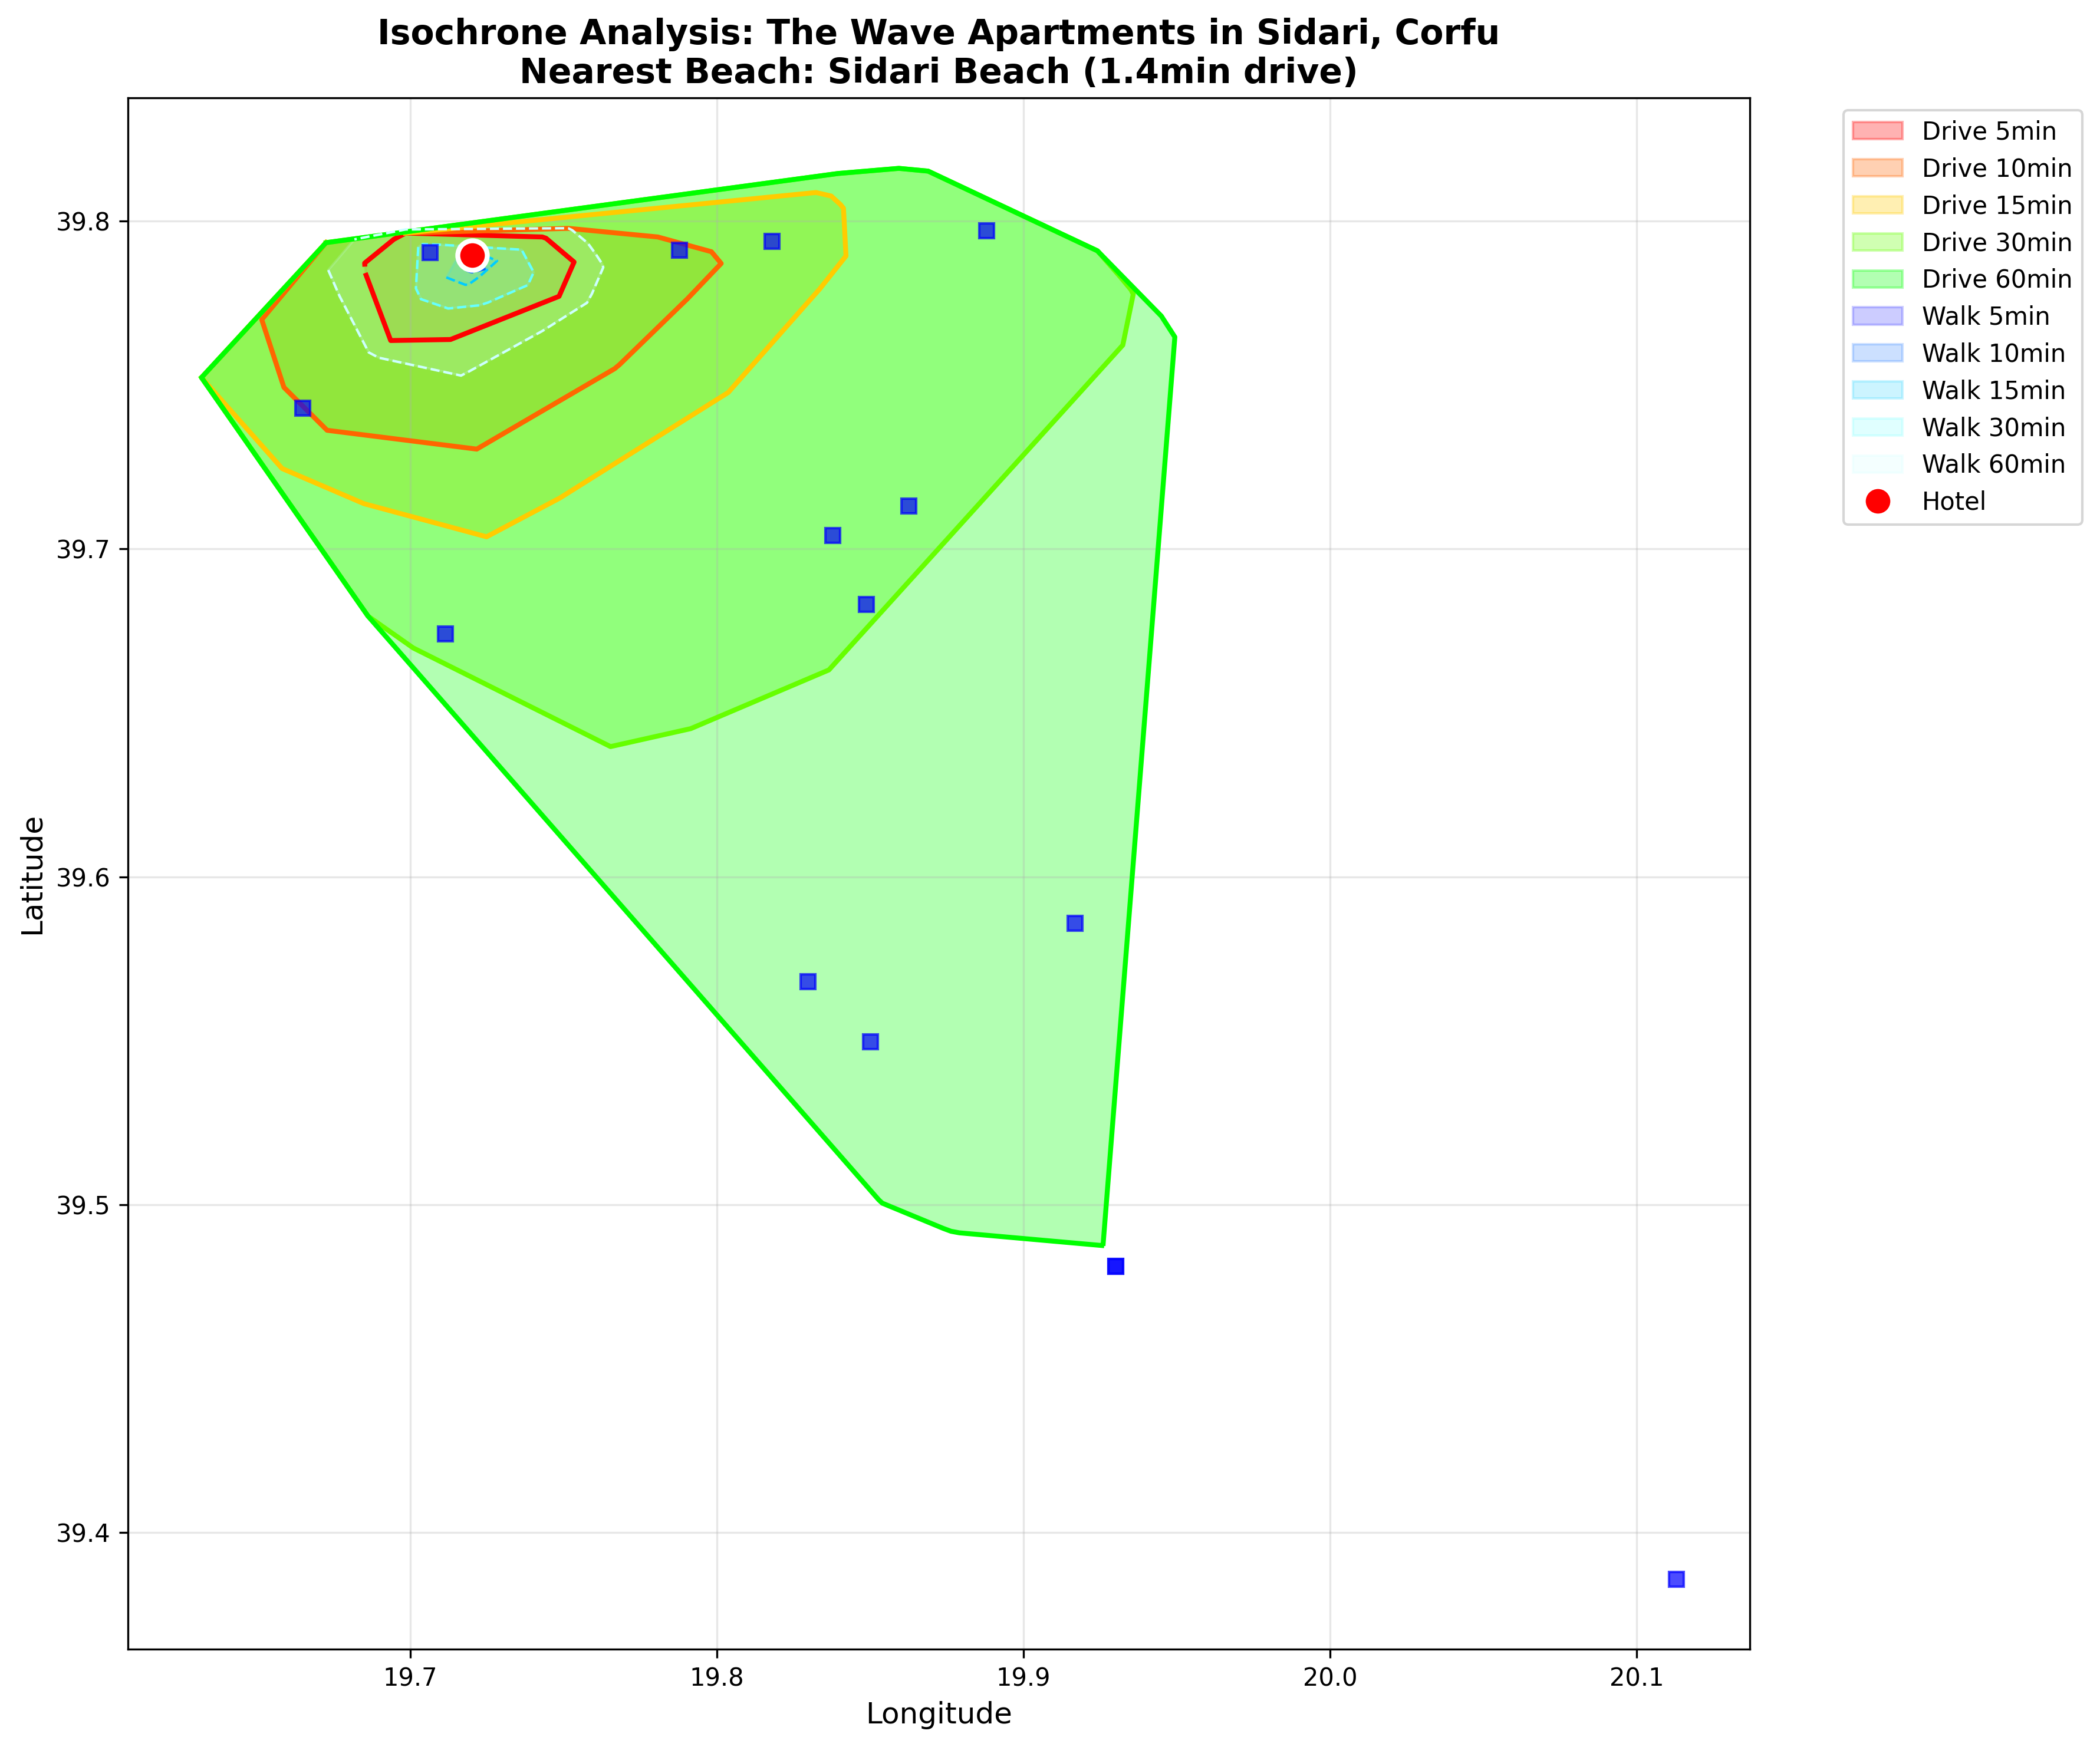 Isochrone Analysis: The Wave Apartments in Sidari, Corfu
Nearest Beach: Sidari Beach (1.4min drive)
Drive 5min
Drive 10min
Drive 15min
Drive 30min
Drive 60min
Walk 5min
Walk 10min
Walk 15min
Walk 30min
Walk 60min
Hotel
Latitude
39.8
39.7
39.6
39.5
39.4
19.7
19.8
19.9
20.0
20.1
Longitude